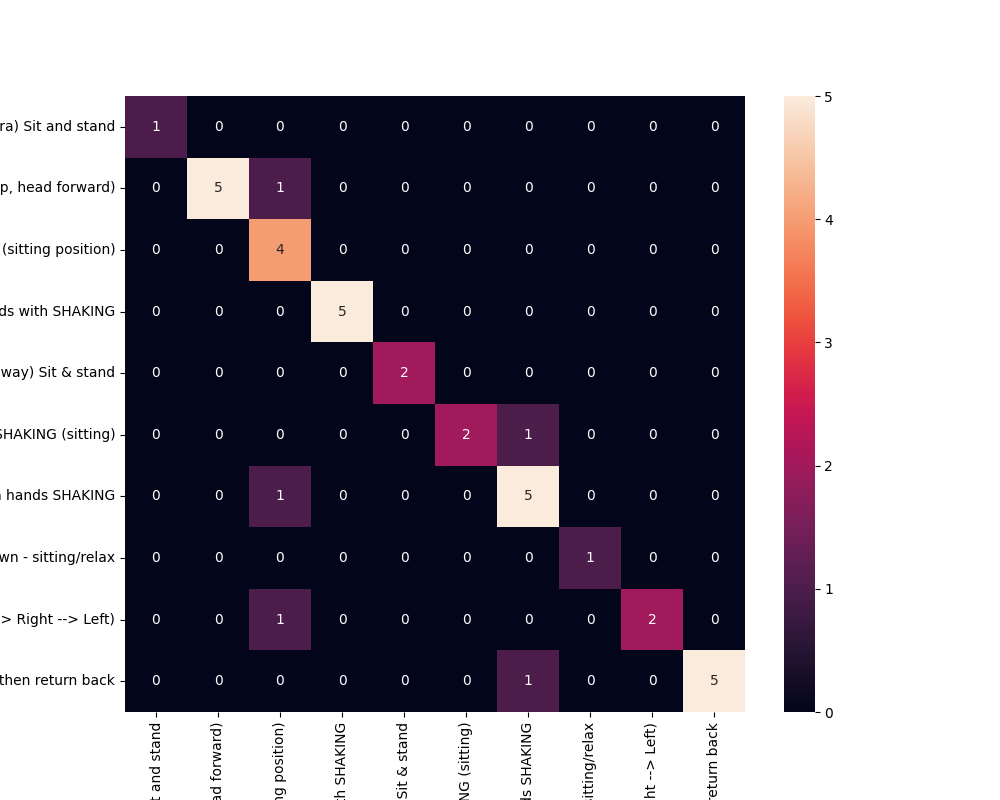 ra) Sit and stand 1 0 0 0 0 0 0 0 0 0
p, head forward) 0 5 1 0 0 0 0 0 0 0
(sitting position) 0 0 4 0 0 0 0 0 0 0
ds with SHAKING 0 0 0 5 0 0 0 0 0 0
way) Sit & stand 0 0 0 0 2 0 0 0 0 0
SHAKING (sitting) 0 0 0 0 0 2 1 0 0 0
hands SHAKING 0 0 1 0 0 0 5 0 0 0
wn - sitting/relax 0 0 0 0 0 0 0 1 0 0
> Right --> Left) 0 0 1 0 0 0 0 0 2 0
then return back 0 0 0 0 0 0 1 0 0 5
t and stand
ad forward)
ng position)
h SHAKING
Sit & stand
NG (sitting)
ds SHAKING
sitting/relax
ht --> Left)
return back
5
4
3
2
1
0